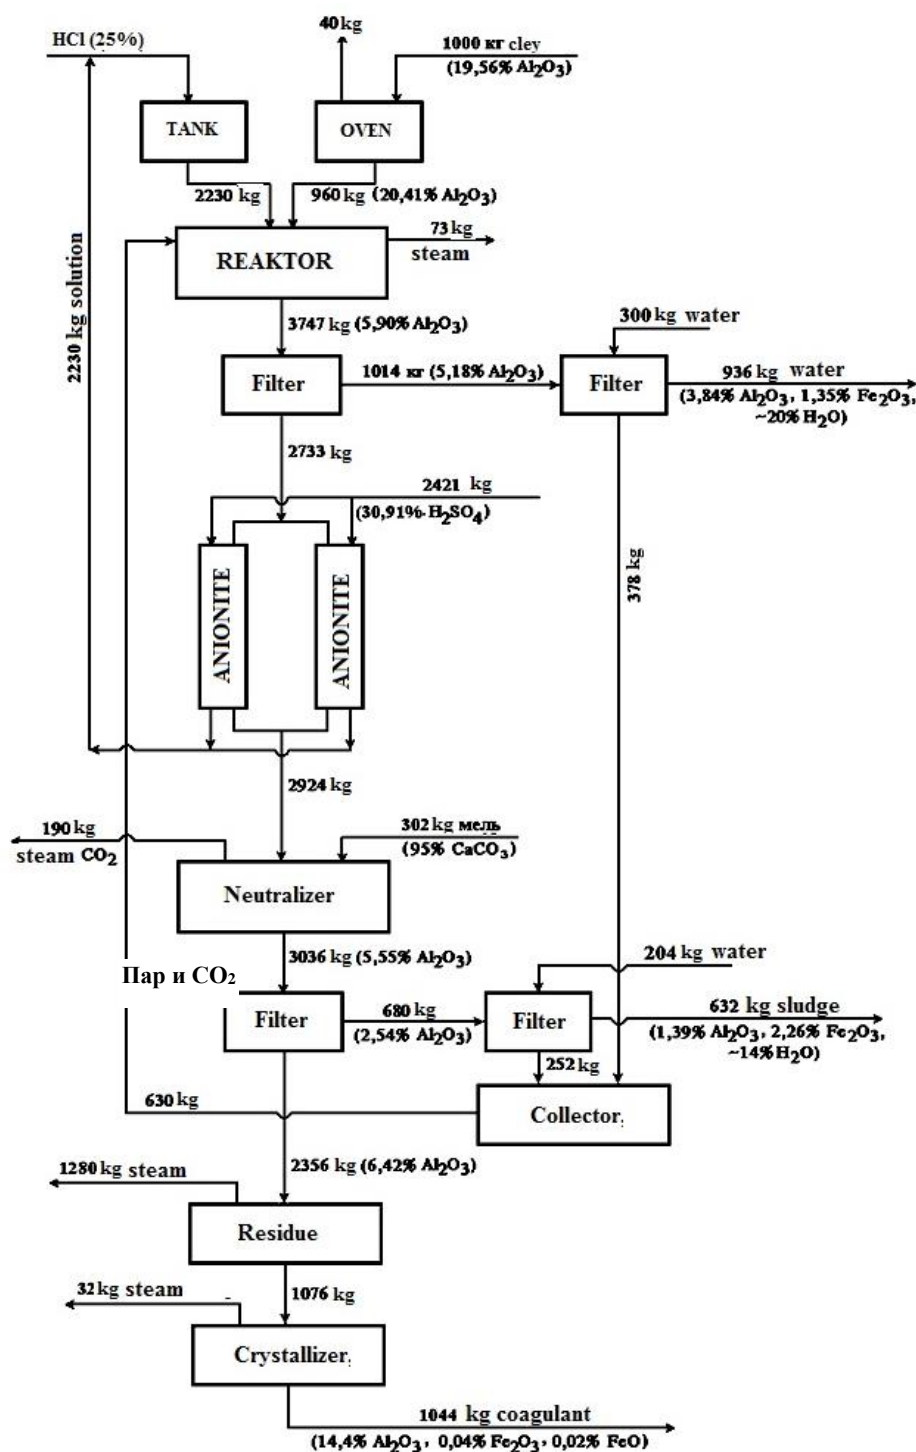 40 kg
HCl (25%)
1000 кг cley
(19,56% Al₂O₃)
TANK
OVEN
2230 kg
960 kg (20,41% Al₂O₃)
REAKTOR
73 kg
steam
2230 kg solution
3747 kg (5,90% Al₂O₃)
300 kg water
Filter
1014 кг (5,18% Al₂O₃)
Filter
936 kg water
(3,84% Al₂O₃, 1,35% Fe₂O₃,
~20% H₂O)
2733 kg
2421 kg
(30,91%-H₂SO₄)
ANIONITE
ANIONITE
378 kg
2924 kg
190 kg
steam CO₂
302 kg мель
(95% CaCO₃)
Neutralizer
3036 kg (5,55% Al₂O₃)
204 kg water
Пар и CO₂
Filter
680 kg
(2,54% Al₂O₃)
Filter
632 kg sludge
(1,39% Al₂O₃, 2,26% Fe₂O₃,
~14% H₂O)
252 kg
630 kg
Collector,
2356 kg (6,42% Al₂O₃)
1280 kg steam
Residue
32 kg steam
1076 kg
Crystallizer,
1044 kg coagulant
(14,4% Al₂O₃, 0,04% Fe₂O₃, 0,02% FeO)